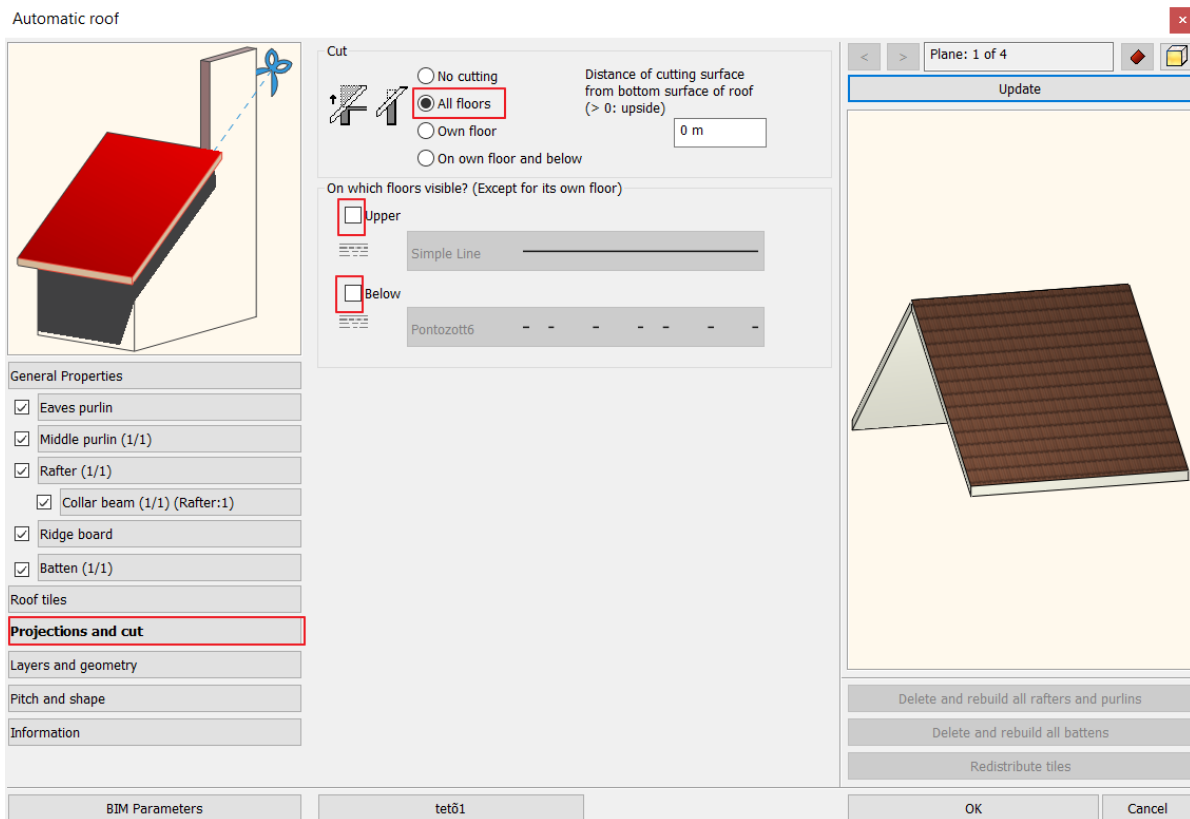 Automatic roof
Cut
No cutting
All floors
Own floor
On own floor and below
Distance of cutting surface
from bottom surface of roof
(> 0: upside)
0 m
On which floors visible? (Except for its own floor)
Upper
Simple Line
Below
Pontozott6
General Properties
Eaves purlin
Middle purlin (1/1)
Rafter (1/1)
Collar beam (1/1) (Rafter:1)
Ridge board
Batten (1/1)
Roof tiles
Projections and cut
Layers and geometry
Pitch and shape
Information
< > Plane: 1 of 4
Update
Delete and rebuild all rafters and purlins
Delete and rebuild all battens
Redistribute tiles
BIM Parameters
tetõ1
OK
Cancel